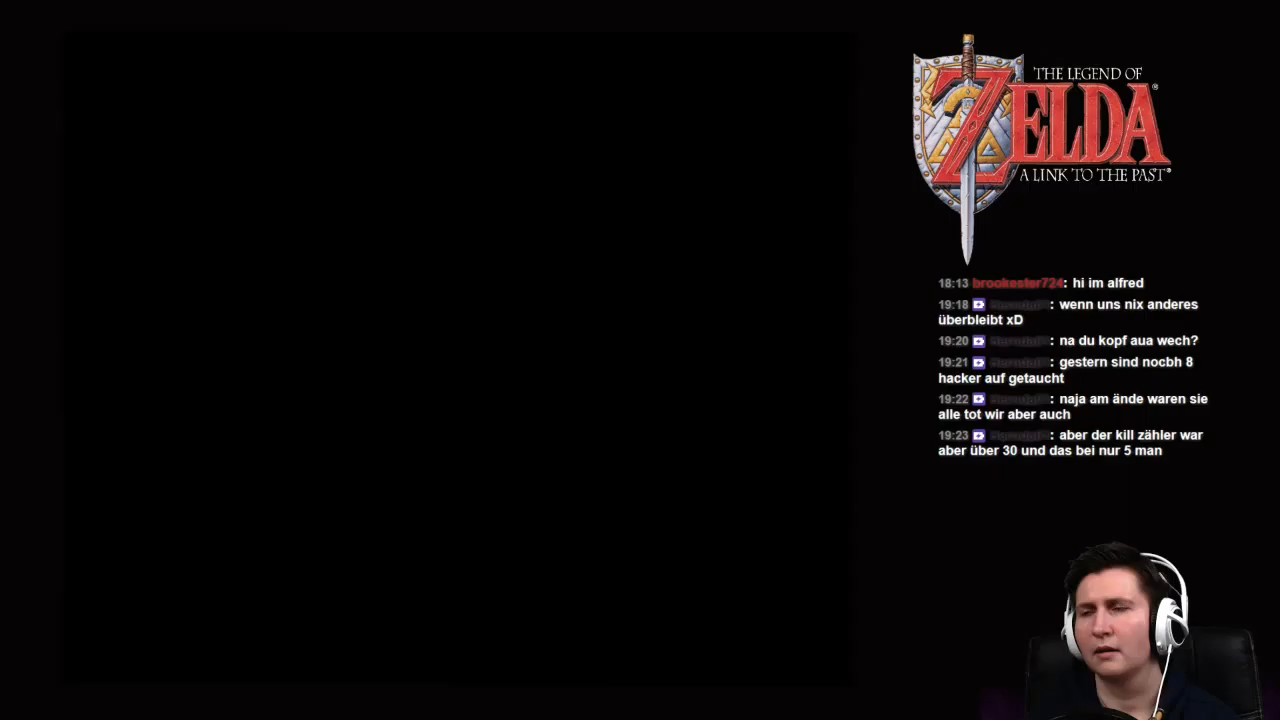 THE LEGEND OF
ZELDA
A LINK TO THE PAST
18:13 brookester724: hi im alfred
19:18 : wenn uns nix anderes
überbleibt xD
19:20 : na du kopf aua wech?
19:21 : gestern sind nocbh 8
hacker auf getaucht
19:22 : naja am ände waren sie
alle tot wir aber auch
19:23 : aber der kill zähler war
aber über 30 und das bei nur 5 man